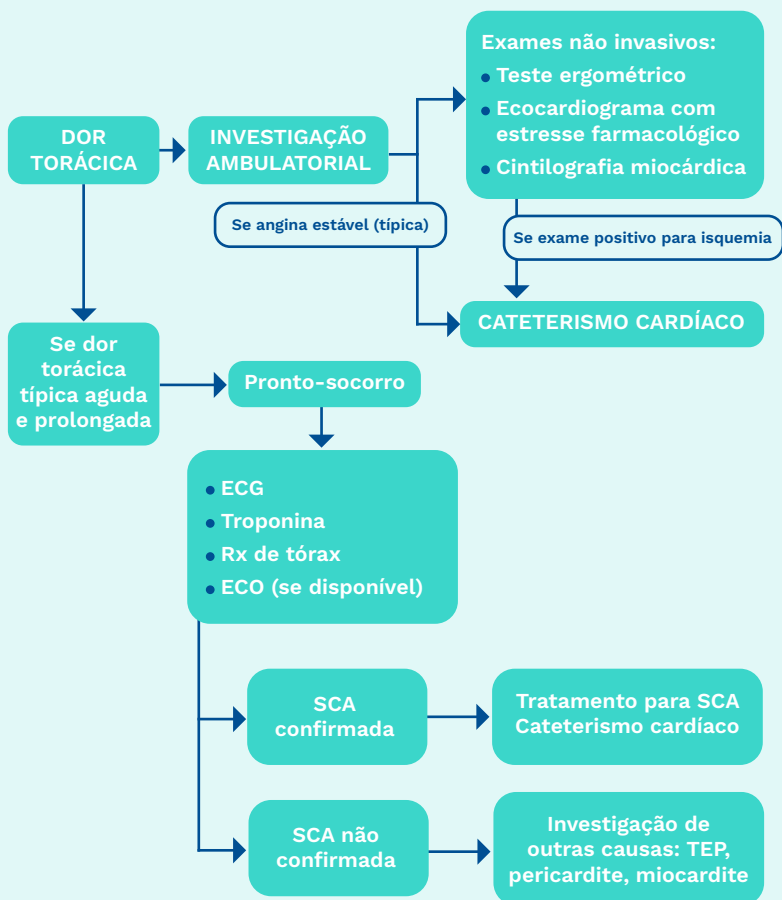 DOR
TORÁCICA
INVESTIGAÇÃO
AMBULATORIAL
Exames não invasivos:
• Teste ergométrico
• Ecocardiograma com
estresse farmacológico
• Cintilografia miocárdica
Se angina estável (típica)
Se exame positivo para isquemia
CATETERISMO CARDÍACO
Se dor
torácica
típica aguda
e prolongada
Pronto-socorro
• ECG
• Troponina
• Rx de tórax
• ECO (se disponível)
SCA
confirmada
Tratamento para SCA
Cateterismo cardíaco
SCA não
confirmada
Investigação de
outras causas: TEP,
pericardite, miocardite